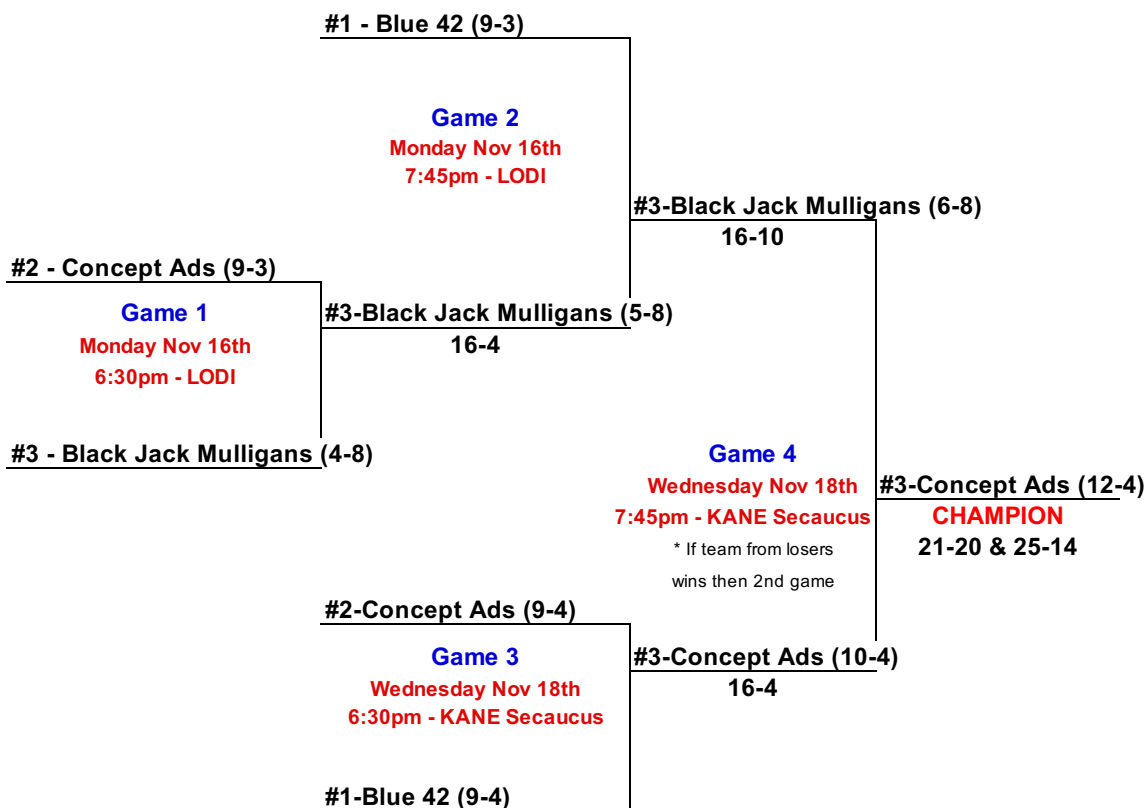 #1 - Blue 42 (9-3)
Game 2
Monday Nov 16th
7:45pm - LODI
#3-Black Jack Mulligans (6-8)
16-10
#2 - Concept Ads (9-3)
Game 1
Monday Nov 16th
6:30pm - LODI
#3-Black Jack Mulligans (5-8)
16-4
#3 - Black Jack Mulligans (4-8)
Game 4
Wednesday Nov 18th
7:45pm - KANE Secaucus
* If team from losers
wins then 2nd game
#3-Concept Ads (12-4)
CHAMPION
21-20 & 25-14
#2-Concept Ads (9-4)
Game 3
Wednesday Nov 18th
6:30pm - KANE Secaucus
#3-Concept Ads (10-4)
16-4
#1-Blue 42 (9-4)